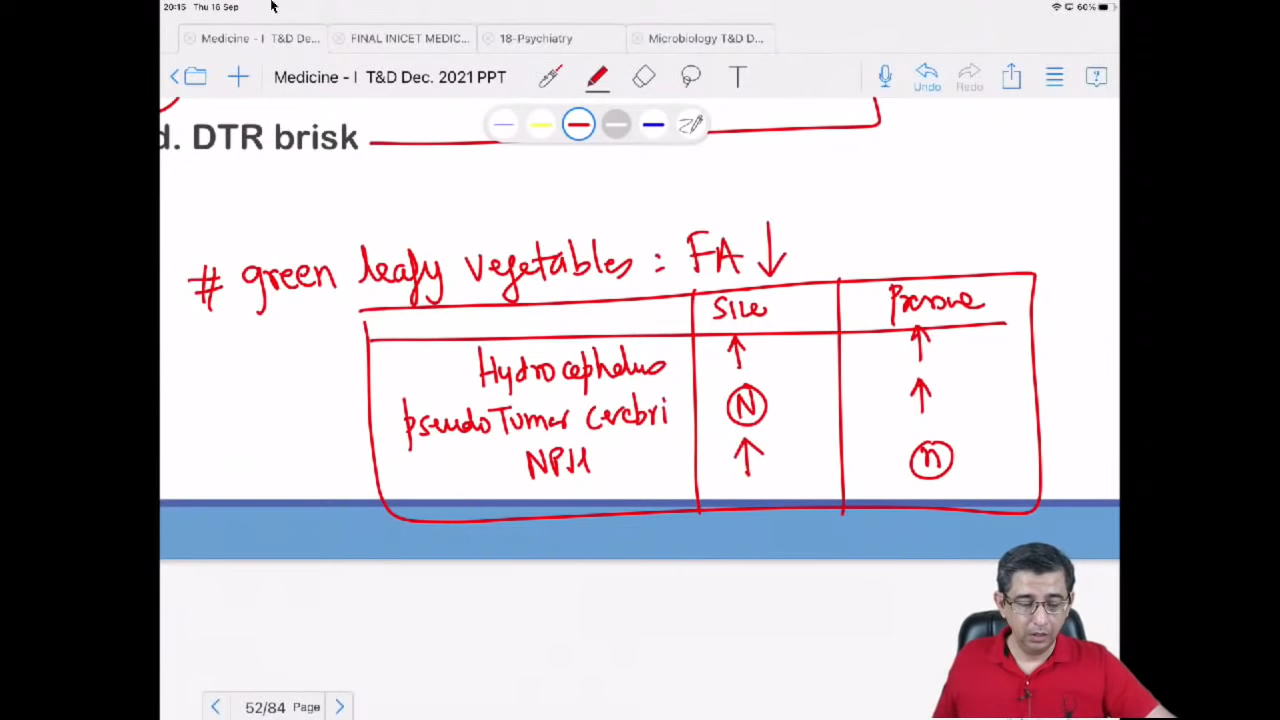 20:15 Thu 16 Sep 60%
Medicine - I T&D De... FINAL INICET MEDIC... 18-Psychiatry Microbiology T&D D...
Medicine - I T&D Dec. 2021 PPT T Undo Redo
d. DTR brisk
# green leafy vegetables : FA ↓
Size Pressure
Hydrocephalus ↑ ↑
pseudoTumor cerebri N ↑
NPH ↑ n
52/84 Page